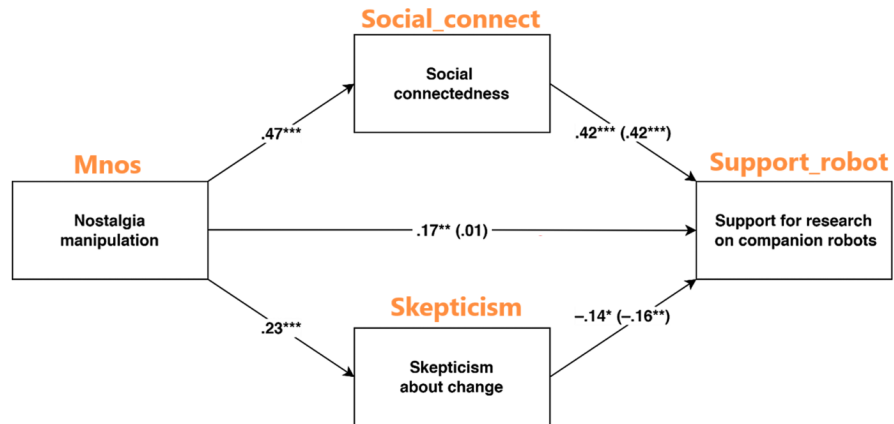 Social_connect
Social
connectedness
.47***
.42*** (.42***)
Mnos
Support_robot
Nostalgia
manipulation
.17** (.01)
Support for research
on companion robots
Skepticism
.23***
–.14* (–.16**)
Skepticism
about change